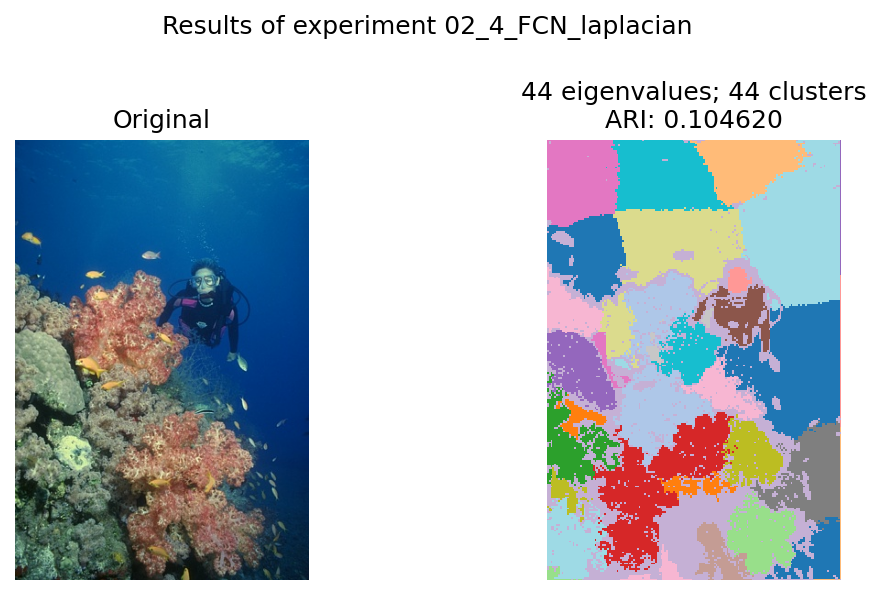 Results of experiment 02_4_FCN_laplacian
Original
44 eigenvalues; 44 clusters
ARI: 0.104620